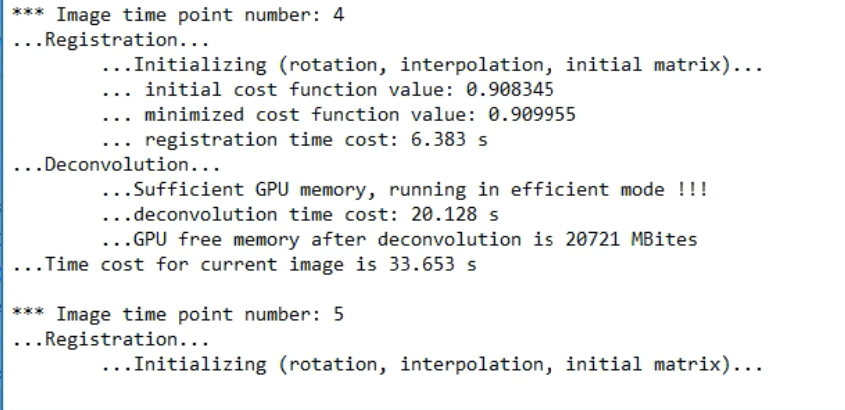 *** Image time point number: 4
...Registration...
...Initializing (rotation, interpolation, initial matrix)...
... initial cost function value: 0.908345
... minimized cost function value: 0.909955
... registration time cost: 6.383 s
...Deconvolution...
...Sufficient GPU memory, running in efficient mode !!!
...deconvolution time cost: 20.128 s
...GPU free memory after deconvolution is 20721 MBites
...Time cost for current image is 33.653 s
*** Image time point number: 5
...Registration...
...Initializing (rotation, interpolation, initial matrix)...